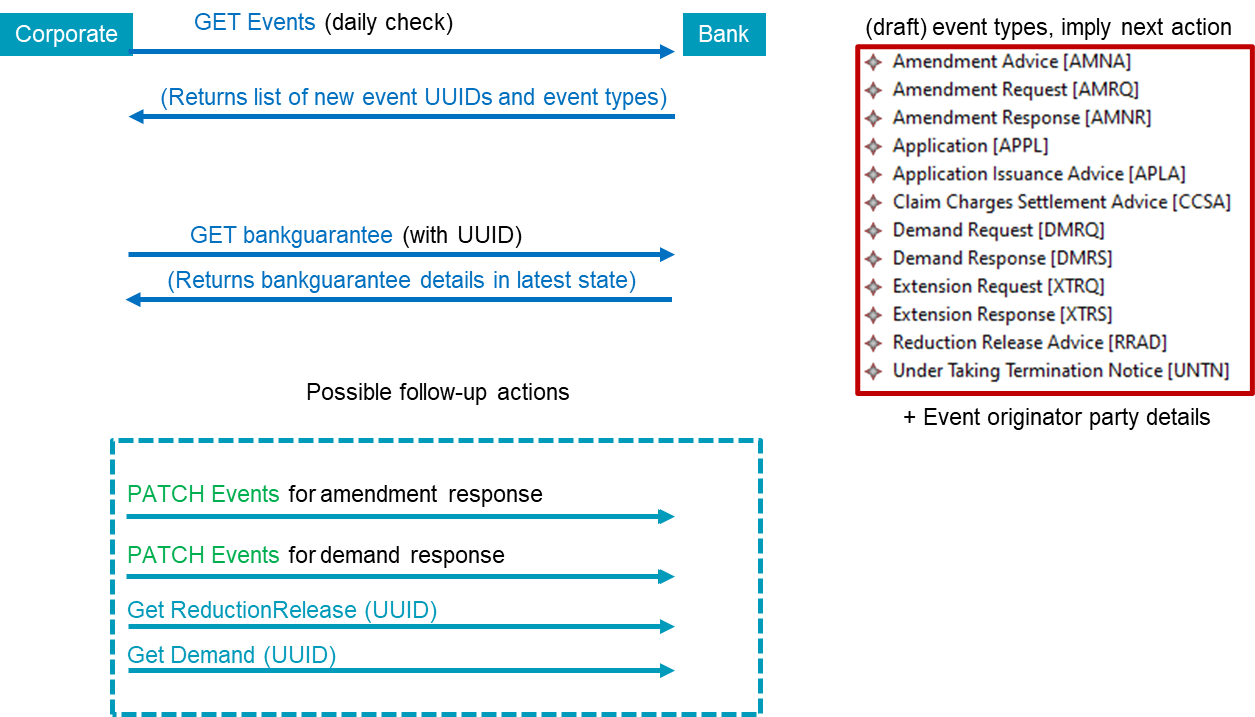 Corporate
GET Events (daily check)
Bank
(Returns list of new event UUIDs and event types)
GET bankguarantee (with UUID)
(Returns bankguarantee details in latest state)
Possible follow-up actions
PATCH Events for amendment response
PATCH Events for demand response
Get ReductionRelease (UUID)
Get Demand (UUID)
(draft) event types, imply next action
Amendment Advice [AMNA]
Amendment Request [AMRQ]
Amendment Response [AMNR]
Application [APPL]
Application Issuance Advice [APLA]
Claim Charges Settlement Advice [CCSA]
Demand Request [DMRQ]
Demand Response [DMRS]
Extension Request [XTRQ]
Extension Response [XTRS]
Reduction Release Advice [RRAD]
Under Taking Termination Notice [UNTN]
+ Event originator party details